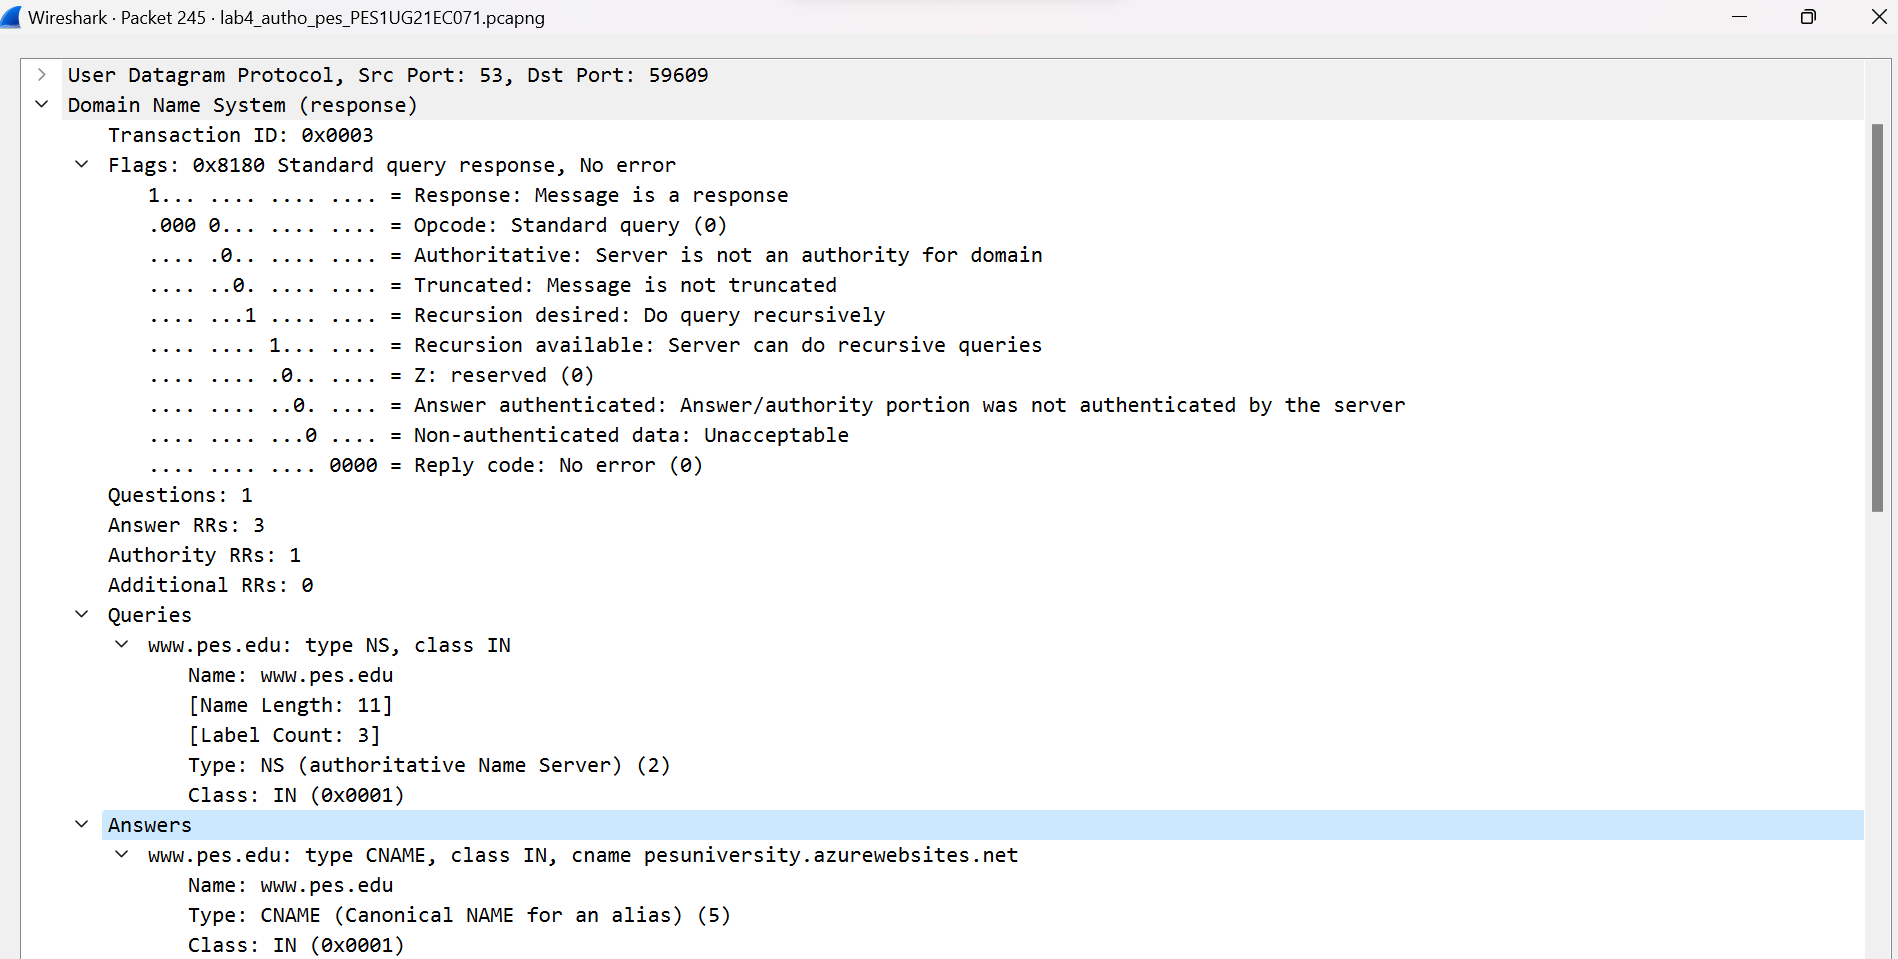 Wireshark · Packet 245 · lab4_autho_pes_PES1UG21EC071.pcapng
User Datagram Protocol, Src Port: 53, Dst Port: 59609
Domain Name System (response)
Transaction ID: 0x0003
Flags: 0x8180 Standard query response, No error
1... .... .... .... = Response: Message is a response
.000 0... .... .... = Opcode: Standard query (0)
.... .0.. .... .... = Authoritative: Server is not an authority for domain
.... ..0. .... .... = Truncated: Message is not truncated
.... ...1 .... .... = Recursion desired: Do query recursively
.... .... 1... .... = Recursion available: Server can do recursive queries
.... .... .0.. .... = Z: reserved (0)
.... .... ..0. .... = Answer authenticated: Answer/authority portion was not authenticated by the server
.... .... ...0 .... = Non-authenticated data: Unacceptable
.... .... .... 0000 = Reply code: No error (0)
Questions: 1
Answer RRs: 3
Authority RRs: 1
Additional RRs: 0
Queries
www.pes.edu: type NS, class IN
Name: www.pes.edu
[Name Length: 11]
[Label Count: 3]
Type: NS (authoritative Name Server) (2)
Class: IN (0x0001)
Answers
www.pes.edu: type CNAME, class IN, cname pesuniversity.azurewebsites.net
Name: www.pes.edu
Type: CNAME (Canonical NAME for an alias) (5)
Class: IN (0x0001)